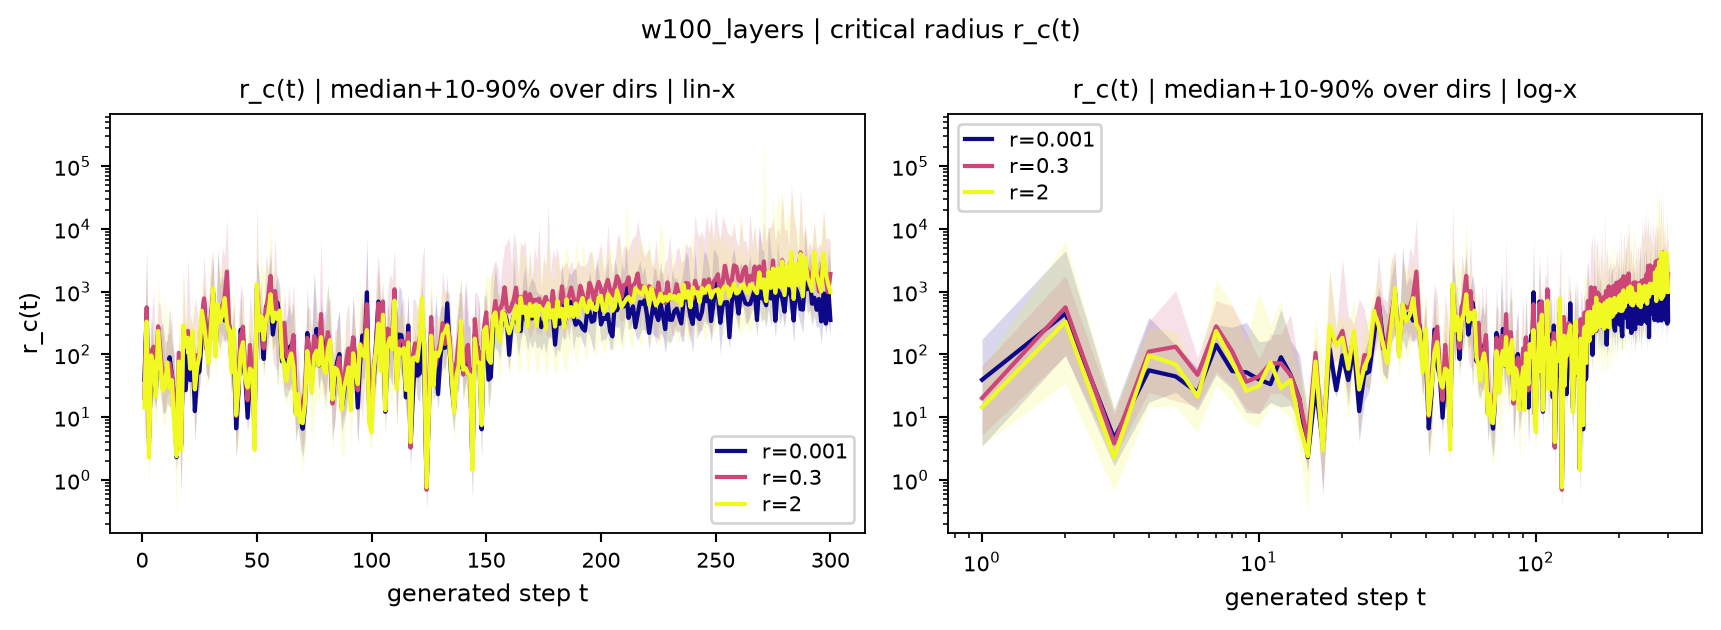 w100_layers | critical radius r_c(t)
r_c(t) | median+10-90% over dirs | lin-x
r_c(t)
10^5
10^4
10^3
10^2
10^1
10^0
r=0.001
r=0.3
r=2
0 50 100 150 200 250 300
generated step t
r_c(t) | median+10-90% over dirs | log-x
10^5
10^4
10^3
10^2
10^1
10^0
r=0.001
r=0.3
r=2
10^0 10^1 10^2
generated step t